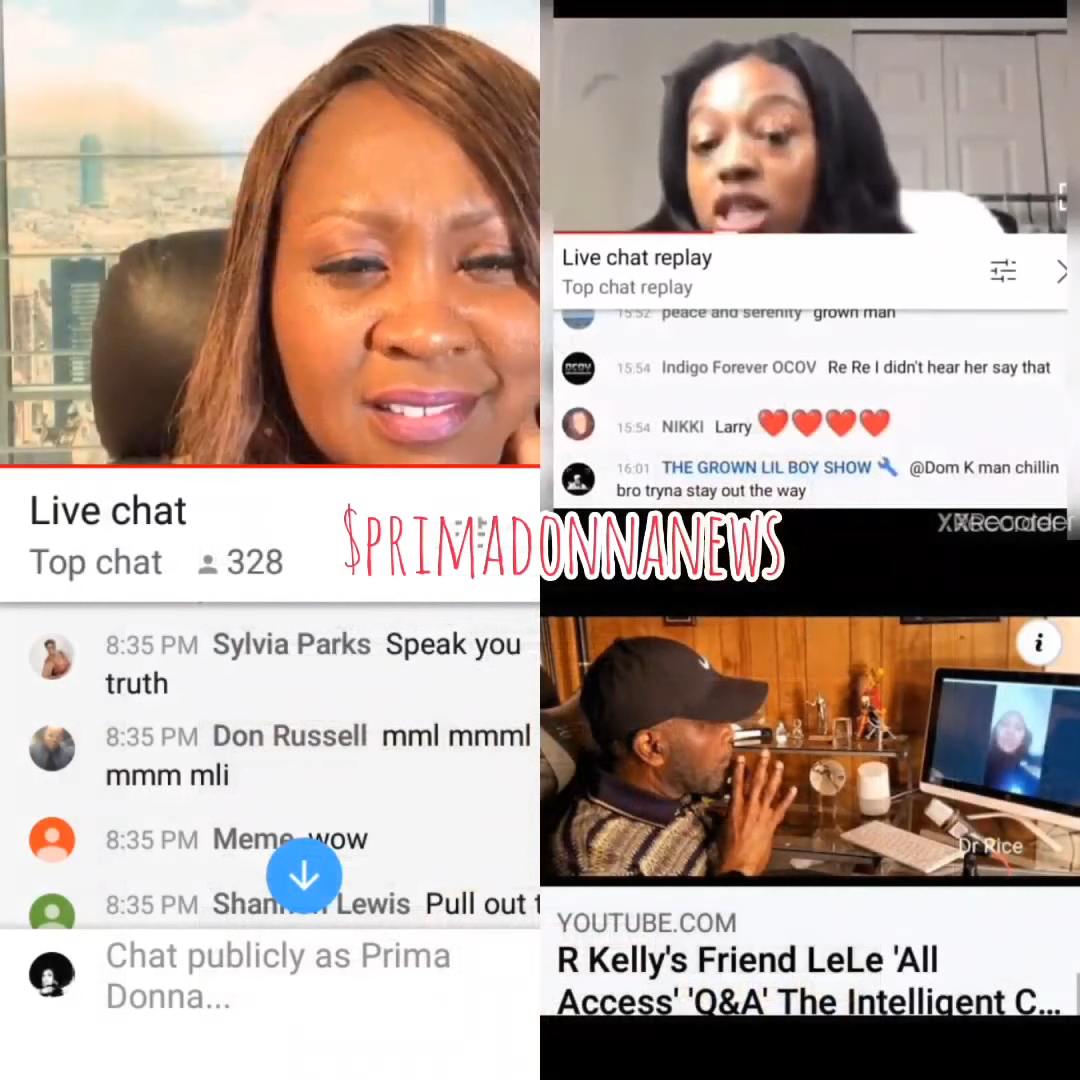 Live chat
Top chat 328
8:35 PM Sylvia Parks Speak you
truth
8:35 PM Don Russell mml mmml
mmm mli
8:35 PM Meme wow
8:35 PM Lewis Pull out
Chat publicly as Prima
Donna...
$PRIMADONNANEWS
Live chat replay
Top chat replay
15:52 peace and serenity grown man
15:54 Indigo Forever OCOV Re Re I didn't hear her say that
15:54 NIKKI Larry ❤️❤️❤️❤️
16:01 THE GROWN LIL BOY SHOW 🔧 @Dom K man chillin
bro tryna stay out the way
Dr Rice
YOUTUBE.COM
R Kelly's Friend LeLe 'All
Access' 'Q&A' The Intelligent C...